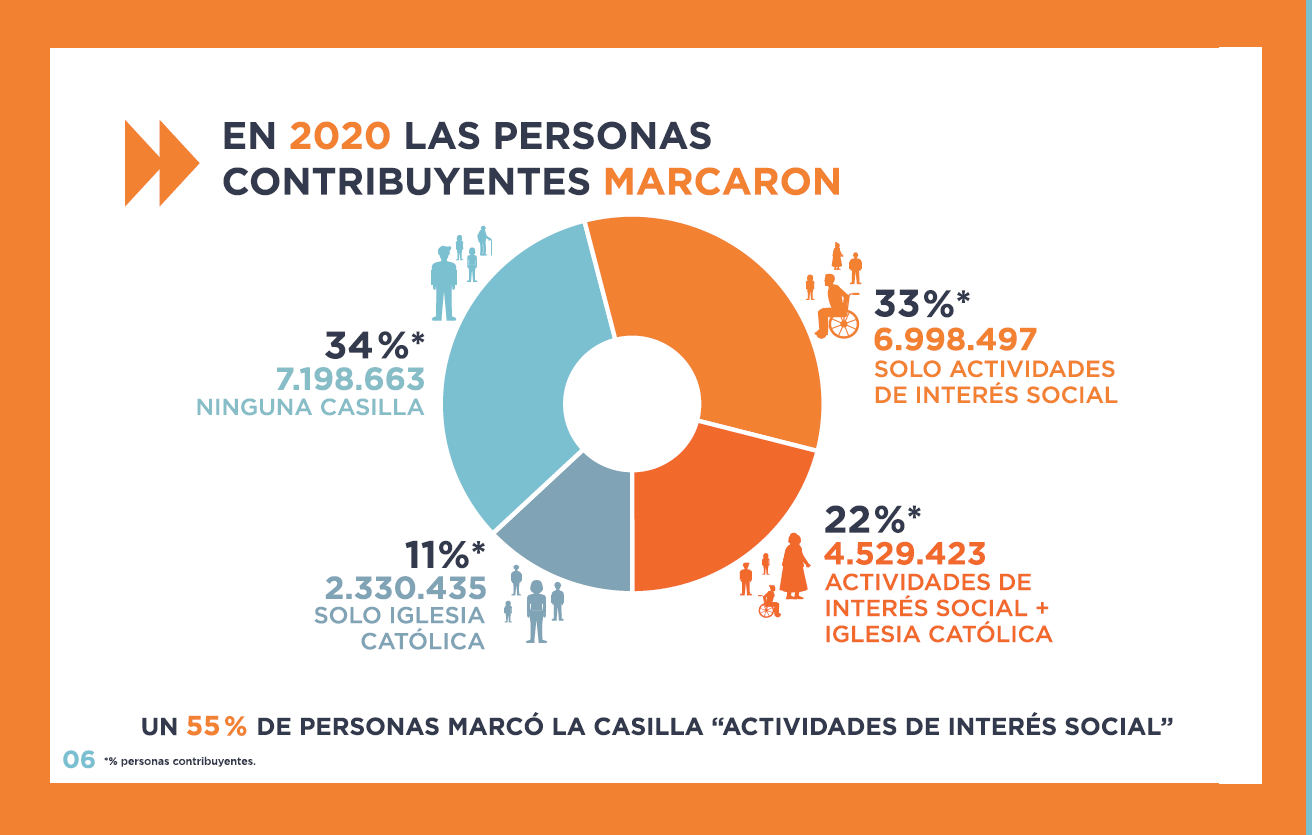 EN 2020 LAS PERSONAS
CONTRIBUYENTES MARCARON
34%*
7.198.663
NINGUNA CASILLA
33%*
6.998.497
SOLO ACTIVIDADES
DE INTERÉS SOCIAL
11%*
2.330.435
SOLO IGLESIA
CATÓLICA
22%*
4.529.423
ACTIVIDADES DE
INTERÉS SOCIAL +
IGLESIA CATÓLICA
UN 55% DE PERSONAS MARCÓ LA CASILLA “ACTIVIDADES DE INTERÉS SOCIAL”
06 *% personas contribuyentes.